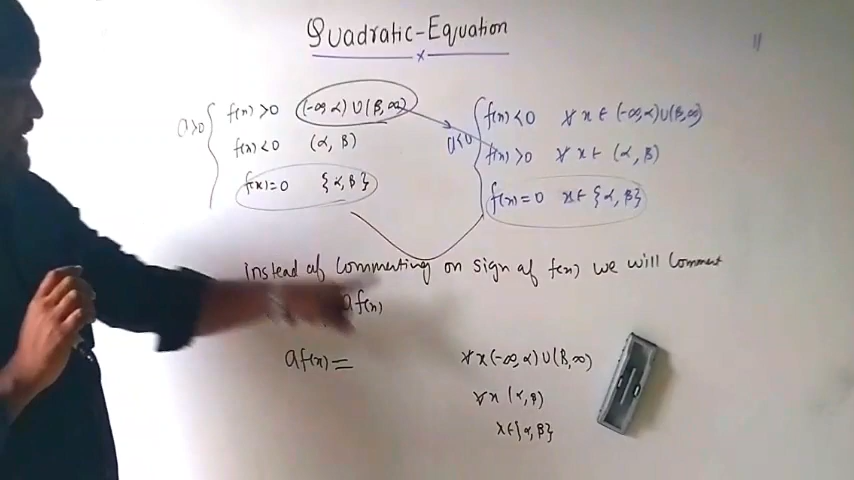 Quadratic-Equation
x
a>0 { f(x)>0 (-∞, α) ∪ (β, ∞)
f(x)<0 (α, β)
f(x)=0 {α, β}
a<0 { f(x)<0 ∀ x ∈ (-∞, α) ∪ (β, ∞)
f(x)>0 ∀ x ∈ (α, β)
f(x)=0 x ∈ {α, β}
instead of commenting on sign of f(x) we will comment
af(x)
af(x) = ∀ x (-∞, α) ∪ (β, ∞)
∀ x (α, β)
x ∈ {α, β}